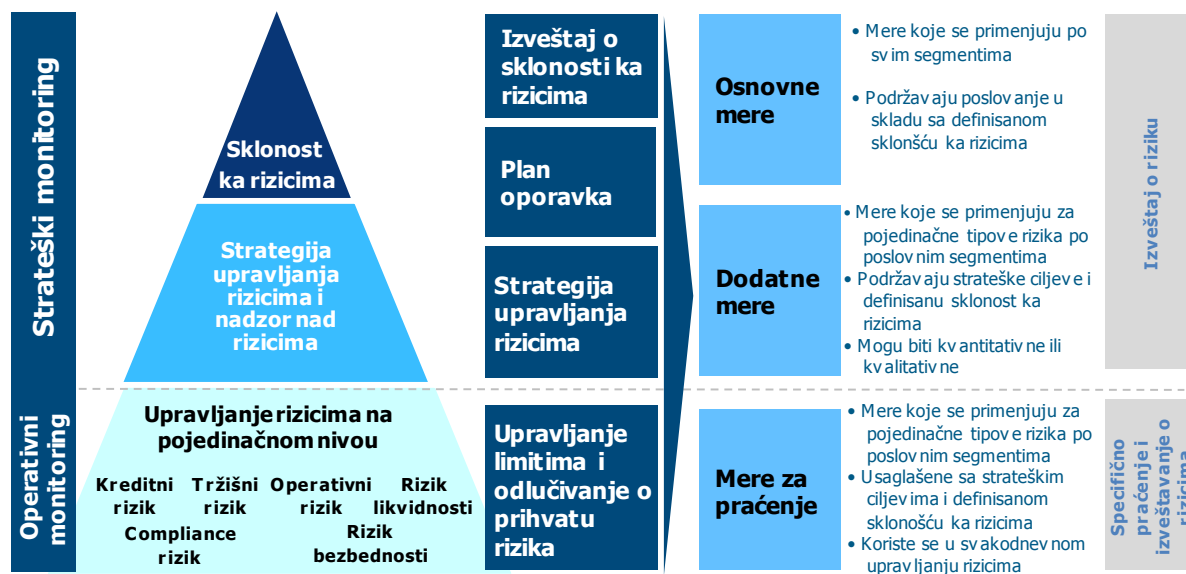 Strateški monitoring
Sklonost
ka rizicima
Strategija
upravljanja
rizicima i
nadzor nad
rizicima
Izveštaj o
sklonosti ka
rizicima
Plan
oporavka
Strategija
upravljanja
rizicima
Osnovne
mere
• Mere koje se primenjuju po
svim segmentima
• Podržavaju poslovanje u
skladu sa definisanom
sklonšću ka rizicima
Dodatne
mere
• Mere koje se primenjuju za
pojedinačne tipove rizika po
poslovnim segmentima
• Podržavaju strateške ciljeve i
definisanu sklonost ka
rizicima
• Mogu biti kvantitativne ili
kvalitativne
Izveštaj o riziku
Operativni
monitoring
Upravljanje rizicima na
pojedinačnom nivou
Kreditni
rizik
Tržišni
rizik
Operativni
rizik
Rizik
likvidnosti
Compliance
rizik
Rizik
bezbednosti
Upravljanje
limitima i
odlučivanje o
prihvatu
rizika
Mere za
praćenje
• Mere koje se primenjuju za
pojedinačne tipove rizika po
poslovnim segmentima
• Usaglašene sa strateškim
ciljevima i definisanom
sklonošću ka rizicima
• Koriste se u svakodnevnom
upravljanju rizicima
Specifično
praćenje i
izveštavanje o
rizicima